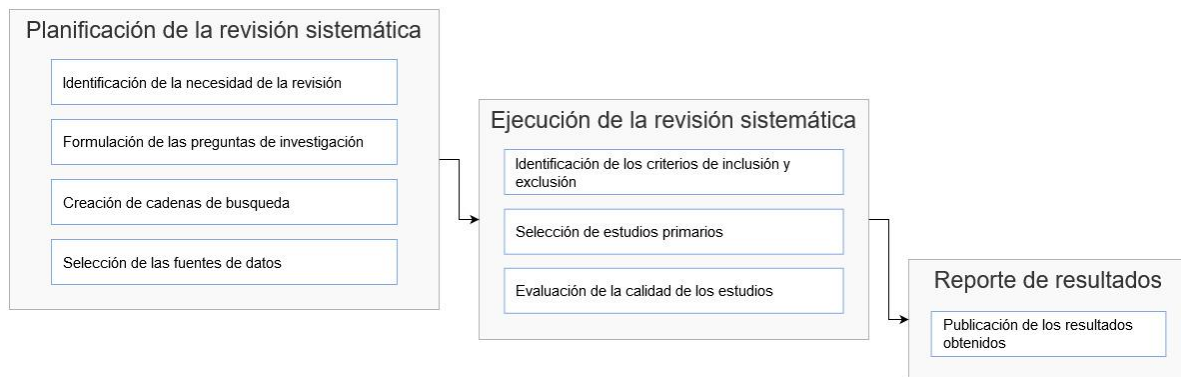 Planificación de la revisión sistemática
Identificación de la necesidad de la revisión
Formulación de las preguntas de investigación
Creación de cadenas de busqueda
Selección de las fuentes de datos
Ejecución de la revisión sistemática
Identificación de los criterios de inclusión y
exclusión
Selección de estudios primarios
Evaluación de la calidad de los estudios
Reporte de resultados
Publicación de los resultados
obtenidos